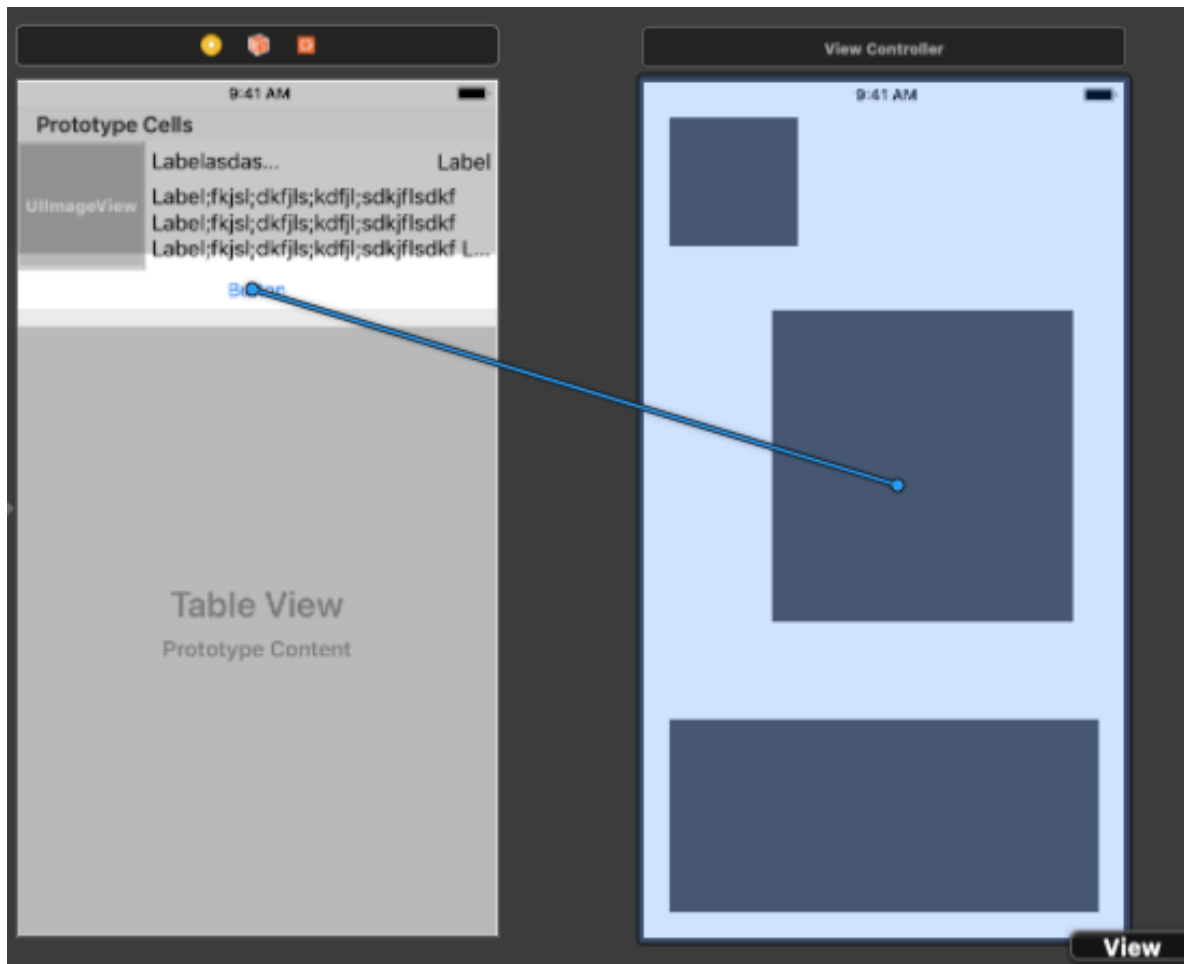 View Controller
9:41 AM
9:41 AM
Prototype Cells
Labelasdas... Label
UIImageView
Label;fkjsl;dkfjls;kdfjl;sdkjflsdkf
Label;fkjsl;dkfjls;kdfjl;sdkjflsdkf
Label;fkjsl;dkfjls;kdfjl;sdkjflsdkf L...
Table View
Prototype Content
View